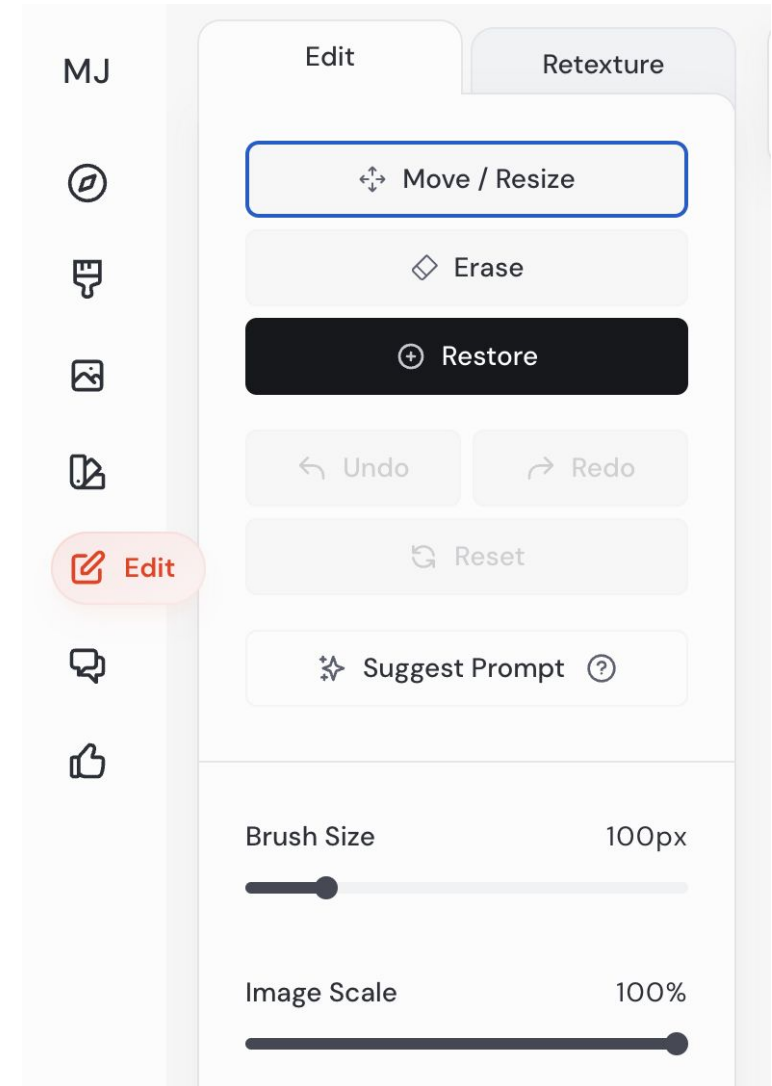 MJ
Edit
Retexture
Move / Resize
Erase
Restore
Undo
Redo
Reset
Edit
Suggest Prompt
Brush Size
100px
Image Scale
100%